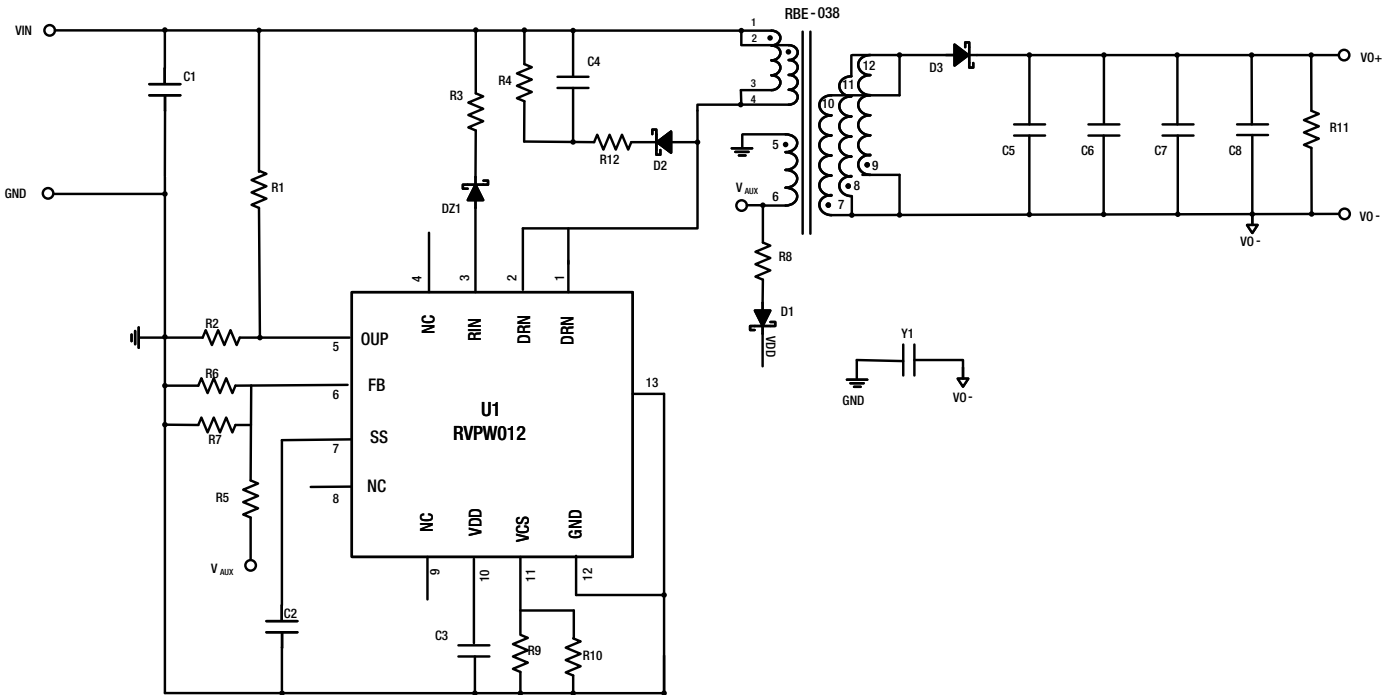 RBE-038
VIN
1
2
3
4
C1
R4
C4
R3
R12
D2
12
11
10
9
8
7
D3
VO+
C5
C6
C7
C8
R11
GND
R1
DZ1
5
6
V AUX
VO-
VO-
R8
D1
VDD
4
3
2
1
NC
RIN
DRN
DRN
R2
5
OUP
R6
6
FB
R7
7
SS
R5
8
NC
V AUX
U1
RVPW012
13
Y1
GND
VO-
NC
VDD
VCS
GND
9
10
11
12
C2
C3
R9
R10